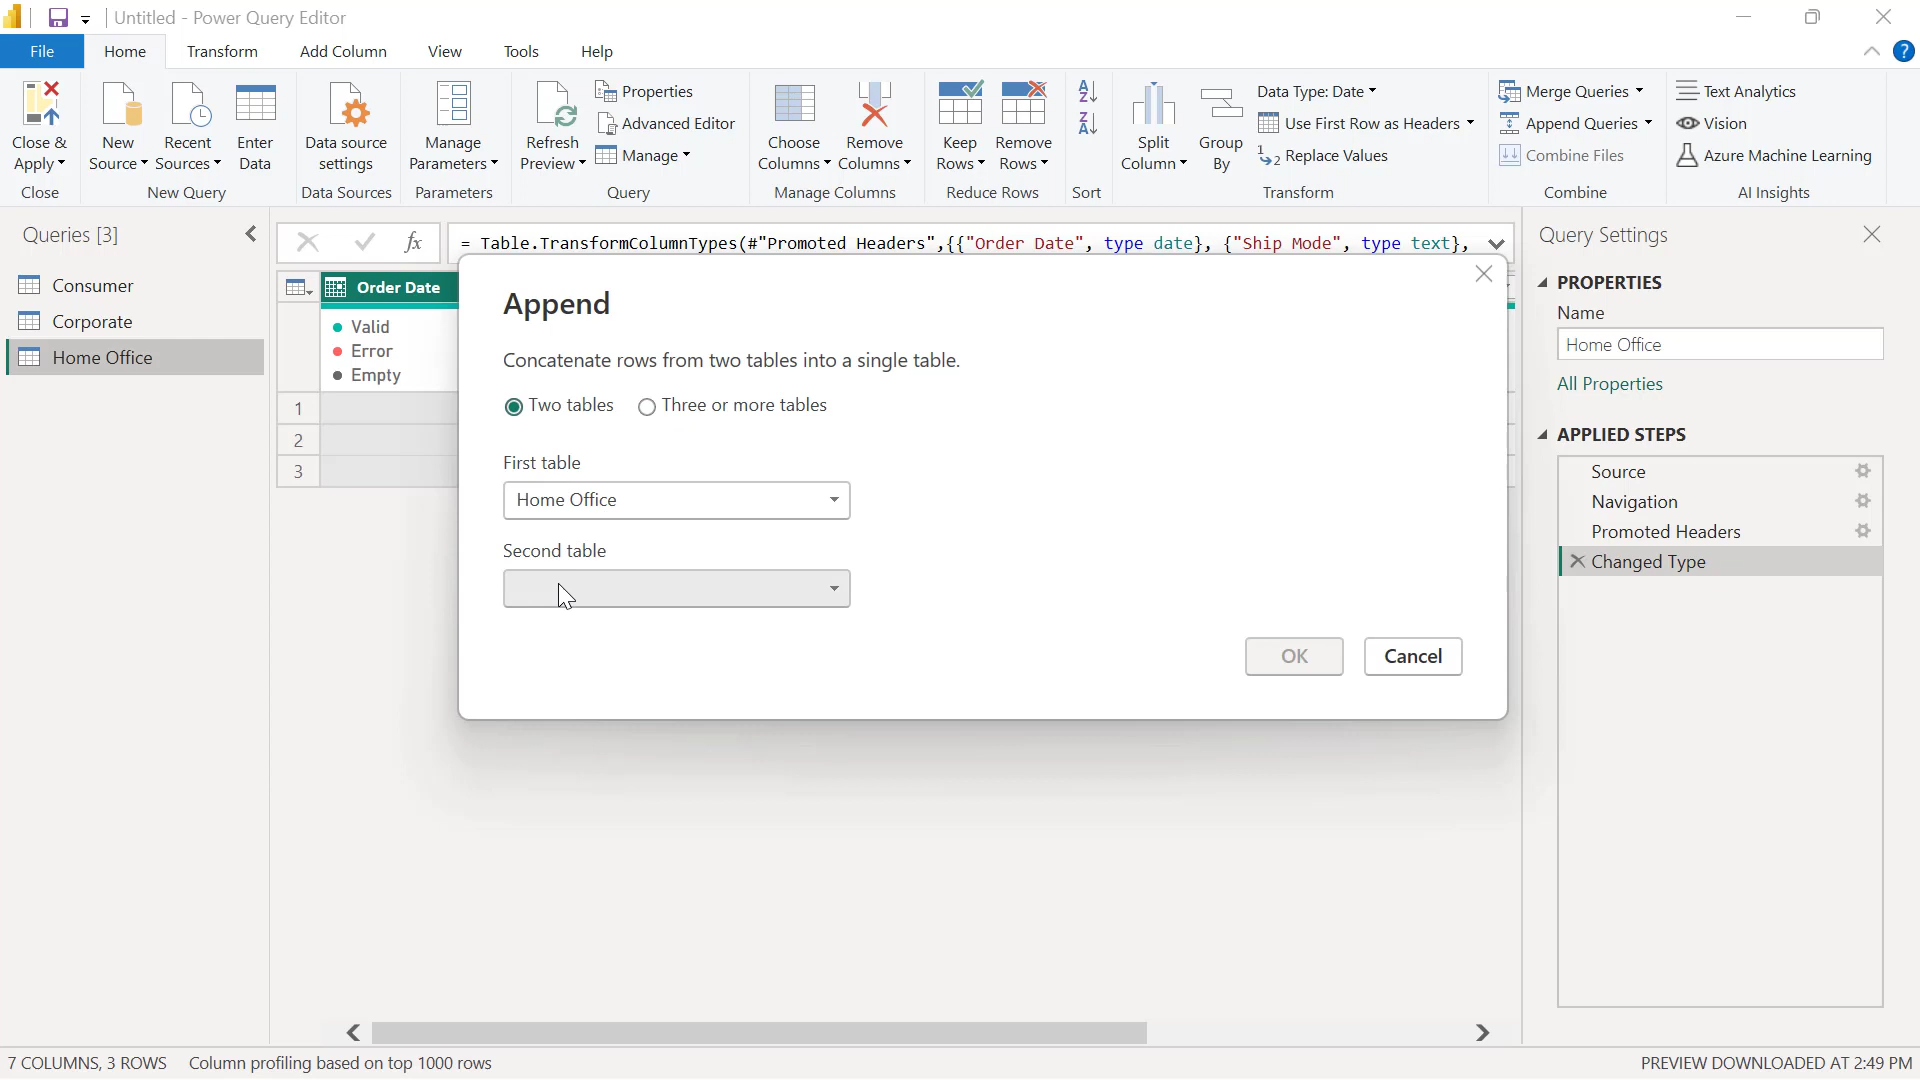 Untitled - Power Query Editor
File Home Transform Add Column View Tools Help
Close & Apply
Close
New Source
Recent Sources
Enter Data
New Query
Data source settings
Data Sources
Manage Parameters
Parameters
Refresh Preview
Properties
Advanced Editor
Manage
Query
Choose Columns
Remove Columns
Manage Columns
Keep Rows
Remove Rows
Reduce Rows
Sort
Split Column
Group By
Data Type: Date
Use First Row as Headers
Replace Values
Transform
Merge Queries
Append Queries
Combine Files
Combine
Text Analytics
Vision
Azure Machine Learning
AI Insights
Queries [3]
Consumer
Corporate
Home Office
fx
= Table.TransformColumnTypes(#"Promoted Headers",{{"Order Date", type date}, {"Ship Mode", type text},
Order Date
Valid
Error
Empty
1
2
3
Append
Concatenate rows from two tables into a single table.
Two tables Three or more tables
First table
Home Office
Second table
OK Cancel
Query Settings
PROPERTIES
Name
Home Office
All Properties
APPLIED STEPS
Source
Navigation
Promoted Headers
Changed Type
7 COLUMNS, 3 ROWS Column profiling based on top 1000 rows
PREVIEW DOWNLOADED AT 2:49 PM